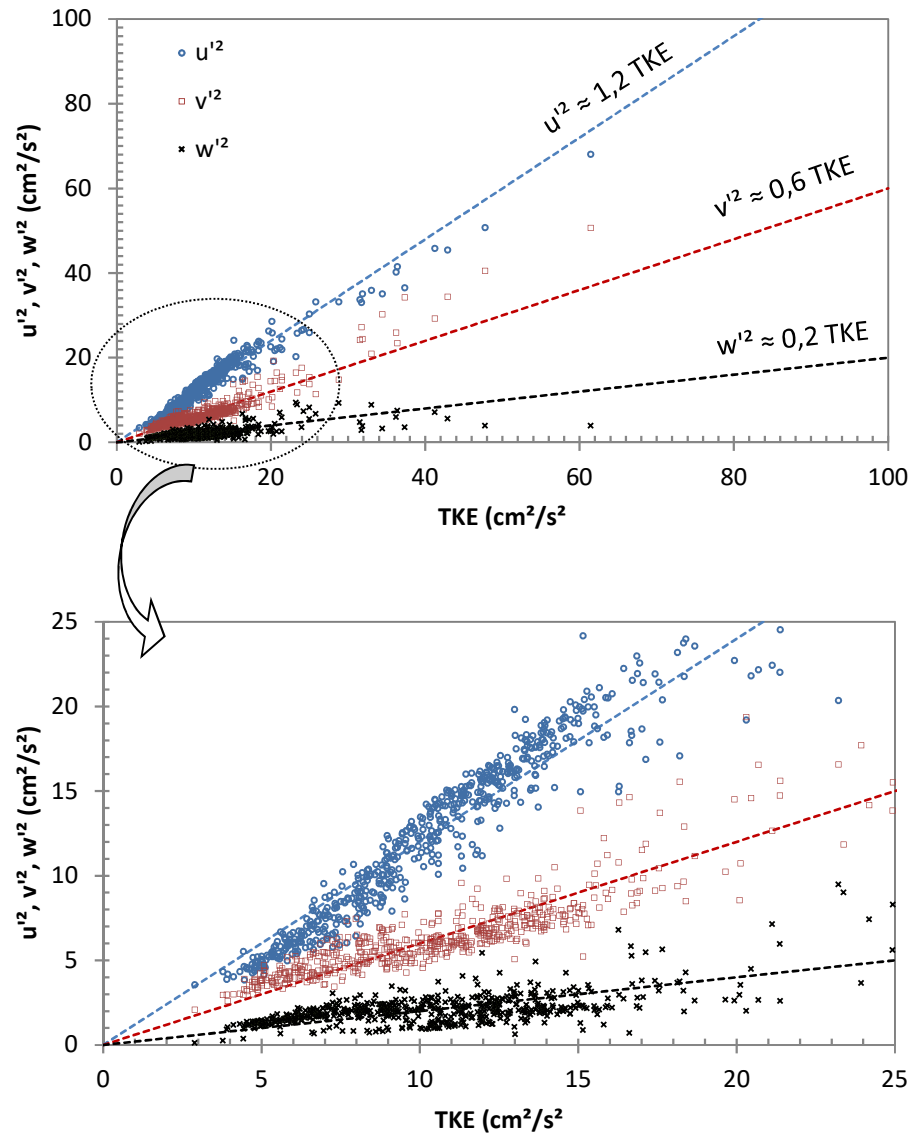 u'², v'², w'² (cm²/s²)
100
80
60
40
20
0
u'²
v'²
w'²
u'² ≈ 1,2 TKE
v'² ≈ 0,6 TKE
w'² ≈ 0,2 TKE
0 20 40 60 80 100
TKE (cm²/s²
u'², v'², w'² (cm²/s²)
25
20
15
10
5
0
0 5 10 15 20 25
TKE (cm²/s²